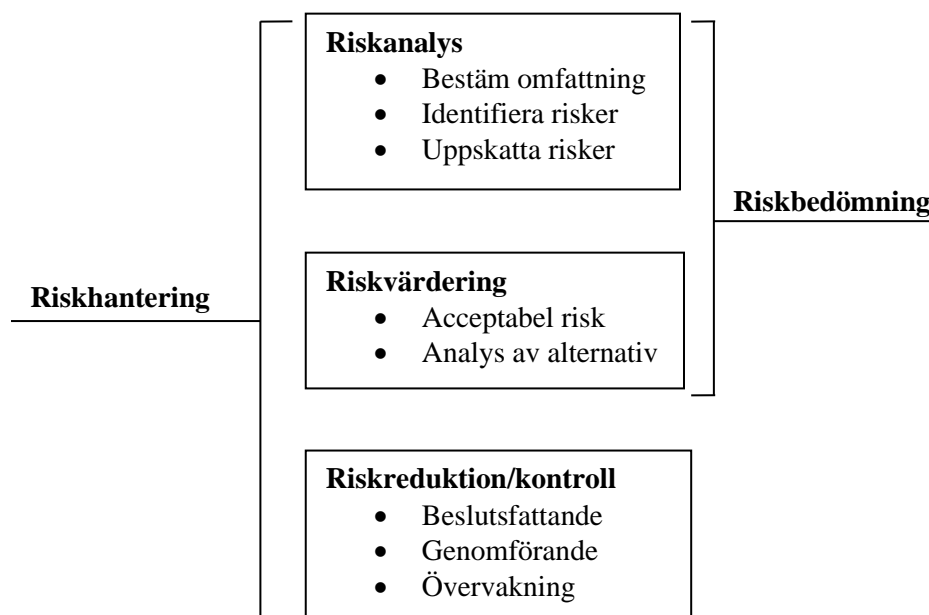 Riskanalys
• Bestäm omfattning
• Identifiera risker
• Uppskatta risker
Riskbedömning
Riskhantering
Riskvärdering
• Acceptabel risk
• Analys av alternativ
Riskreduktion/kontroll
• Beslutsfattande
• Genomförande
• Övervakning